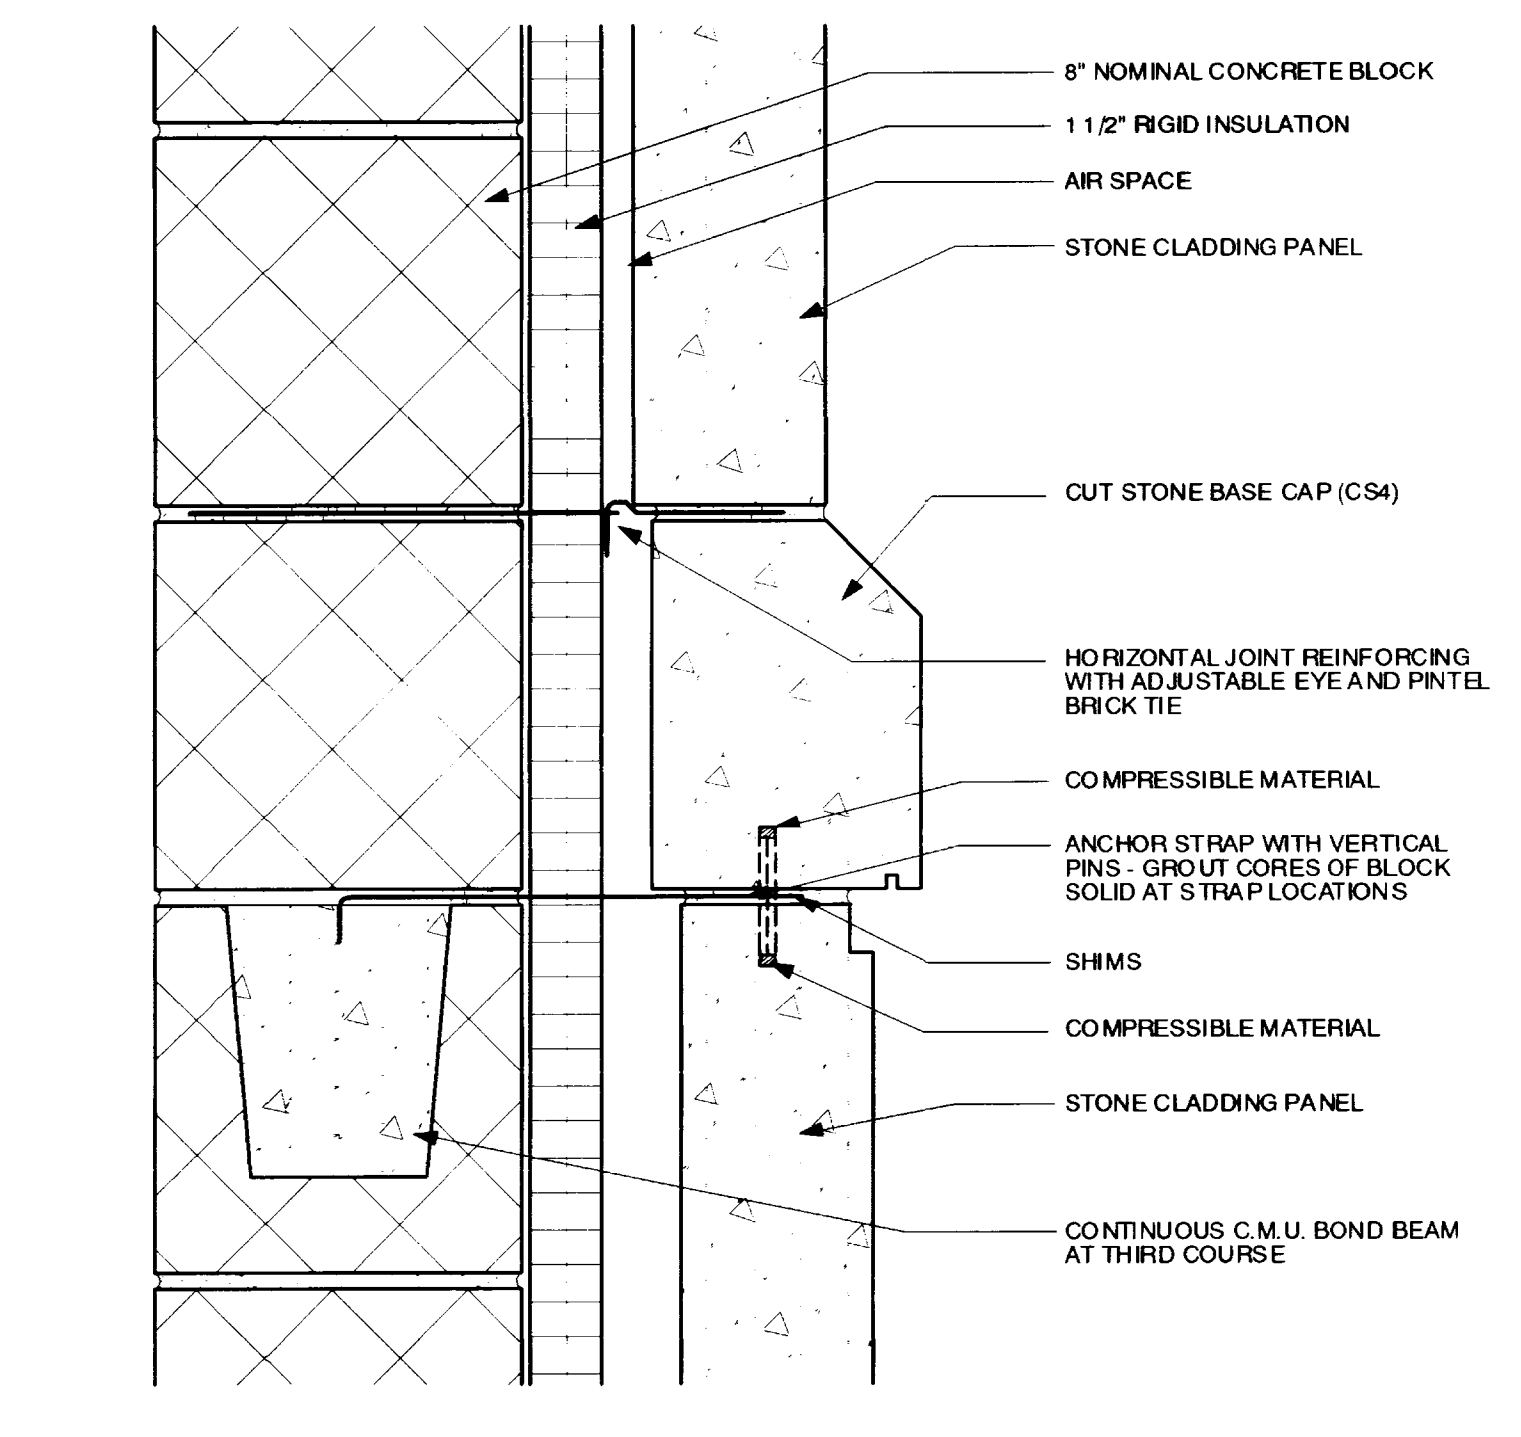 8" NOMINAL CONCRETE BLOCK
1 1/2" RIGID INSULATION
AIR SPACE
STONE CLADDING PANEL
CUT STONE BASE CAP (CS4)
HORIZONTAL JOINT REINFORCING
WITH ADJUSTABLE EYE AND PINTEL
BRICK TIE
COMPRESSIBLE MATERIAL
ANCHOR STRAP WITH VERTICAL
PINS - GROUT CORES OF BLOCK
SOLID AT STRAP LOCATIONS
SHIMS
COMPRESSIBLE MATERIAL
STONE CLADDING PANEL
CONTINUOUS C.M.U. BOND BEAM
AT THIRD COURSE